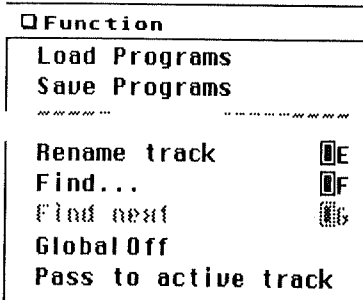 Function
Load Programs
Save Programs
Rename track E
Find... F
Find next G
Global Off
Pass to active track